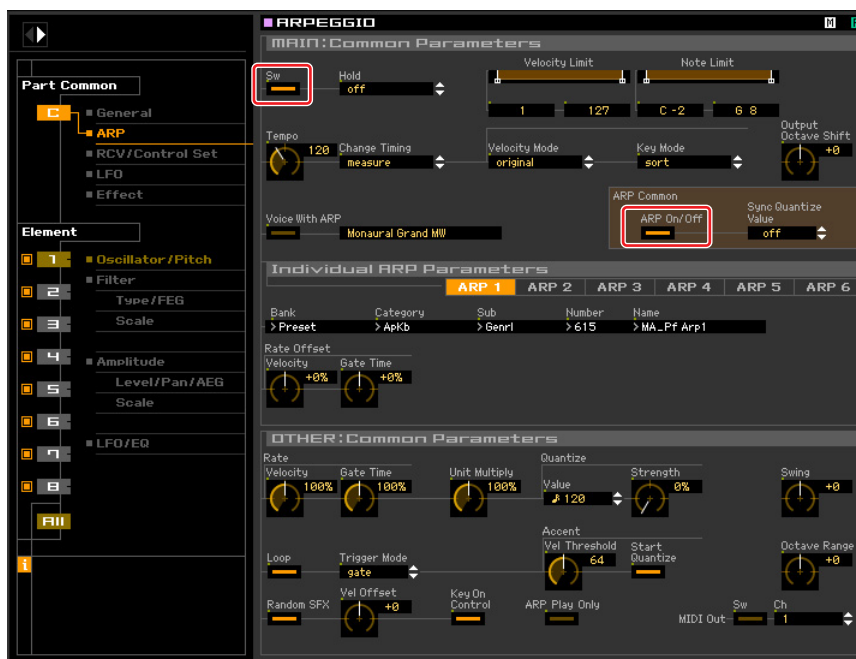 ARPEGGIO
M
MAIN:Common Parameters
Part Common
C
General
ARP
RCV/Control Set
LFO
Effect
Element
1
Oscillator/Pitch
Filter
2
Type/FEG
3
Scale
4
Amplitude
5
Level/Pan/AEG
Scale
6
7
LFO/EQ
8
All
i
Sw
Hold
off
Velocity Limit
1
127
Note Limit
C -2
G 8
Tempo
120
Change Timing
measure
Velocity Mode
original
Key Mode
sort
Output
Octave Shift
+0
ARP Common
ARP On/Off
Sync Quantize
Value
off
Voice With ARP
Monaural Grand MW
Individual ARP Parameters
ARP 1
ARP 2
ARP 3
ARP 4
ARP 5
ARP 6
Bank
Category
Sub
Number
Name
>Preset
>ApKb
>Genrl
>615
>MA_Pf Arp1
Rate Offset
Velocity
Gate Time
+0%
+0%
OTHER:Common Parameters
Rate
Velocity
100%
Gate Time
100%
Unit Multiply
100%
Quantize
Value
120
Strength
0%
Swing
+0
Loop
Trigger Mode
gate
Accent
Vel Threshold
64
Start
Quantize
Octave Range
+0
Random SFX
Vel Offset
+0
Key On
Control
ARP Play Only
MIDI Out
Sw
Ch
1